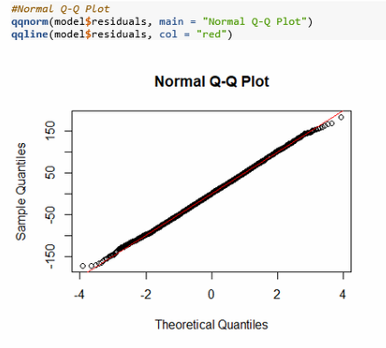 #Normal Q-Q Plot
qqnorm(model$residuals, main = "Normal Q-Q Plot")
qqline(model$residuals, col = "red")
Normal Q-Q Plot
Sample Quantiles
150
50
-50
-150
-4
-2
0
2
4
Theoretical Quantiles